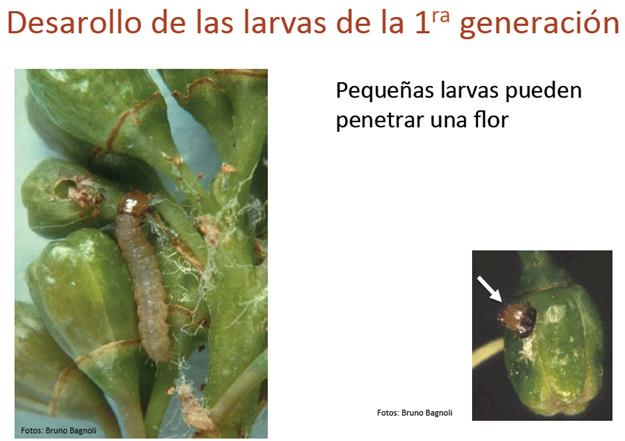 Desarollo de las larvas de la 1ra generación
Pequeñas larvas pueden
penetrar una flor
Fotos: Bruno Bagnoli
Fotos: Bruno Bagnoli